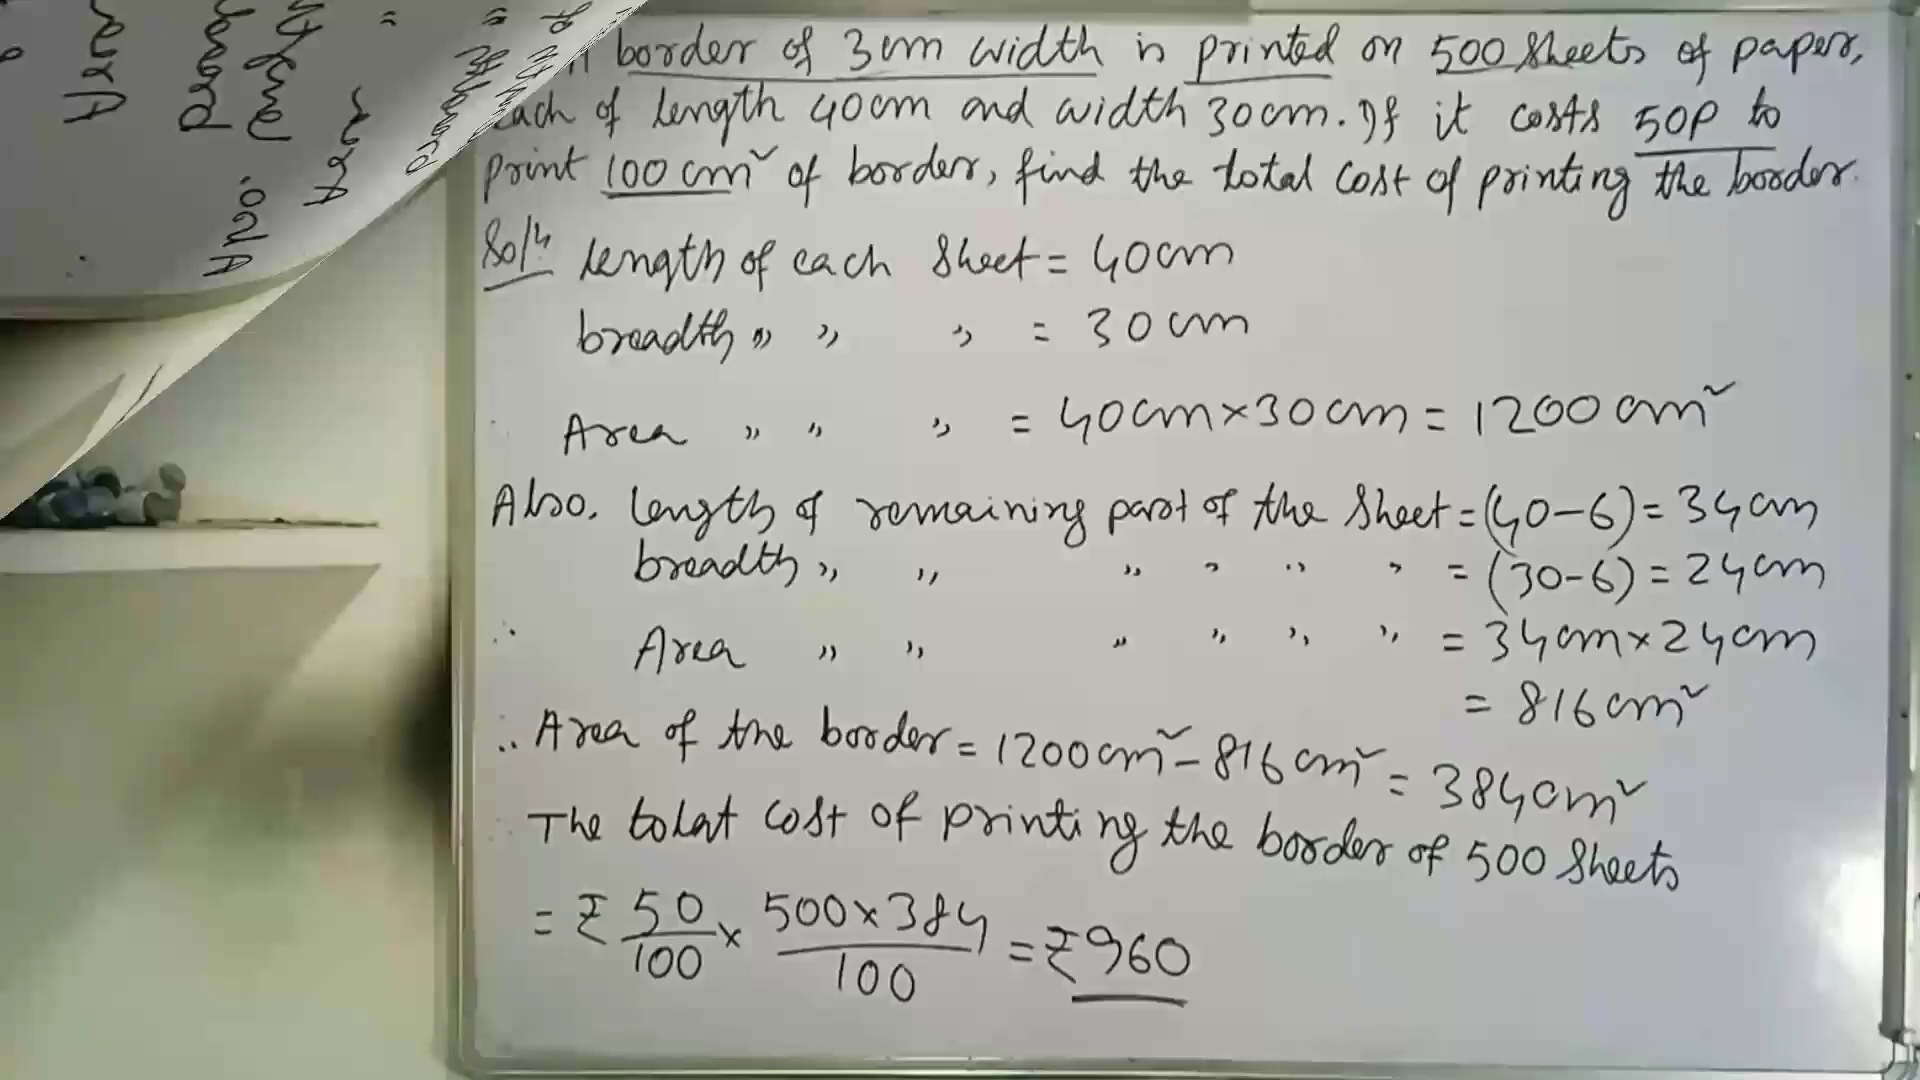 border of 3cm width is printed on 500 sheets of paper,
each of length 40cm and width 30cm. If it costs 50P to
print 100 cm² of border, find the total cost of printing the border.
Solⁿ: length of each sheet = 40cm
breadth " " " = 30cm
Area " " " = 40cm×30cm = 1200cm²
Also, length of remaining part of the sheet = (40-6) = 34cm
breadth " " " " " " = (30-6) = 24cm
∴ Area " " " " " " = 34cm×24cm
= 816cm²
∴ Area of the border = 1200cm² - 816cm² = 384cm²
The total cost of printing the border of 500 sheets
= ₹ 50/100 × 500×384/100 = ₹960